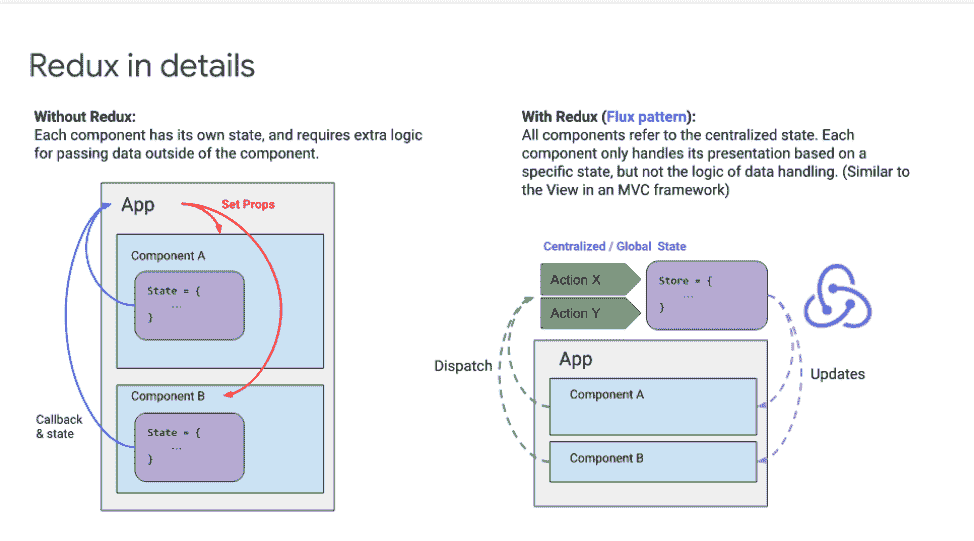 Redux in details
Without Redux:
Each component has its own state, and requires extra logic
for passing data outside of the component.
App
Set Props
Component A
State = {
...
}
Component B
State = {
...
}
Callback
& state
With Redux (Flux pattern):
All components refer to the centralized state. Each
component only handles its presentation based on a
specific state, but not the logic of data handling. (Similar to
the View in an MVC framework)
Centralized / Global State
Action X
Action Y
Store = {
...
}
Dispatch
App
Component A
Component B
Updates